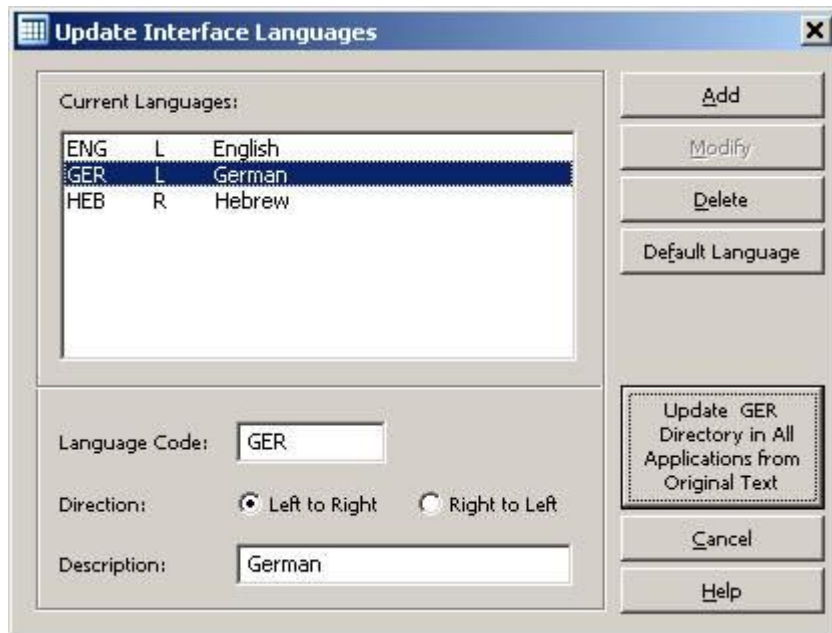 Update Interface Languages
Current Languages:
ENG L English
GER L German
HEB R Hebrew
Add
Modify
Delete
Default Language
Language Code: GER
Direction: Left to Right Right to Left
Description: German
Update GER
Directory in All
Applications from
Original Text
Cancel
Help